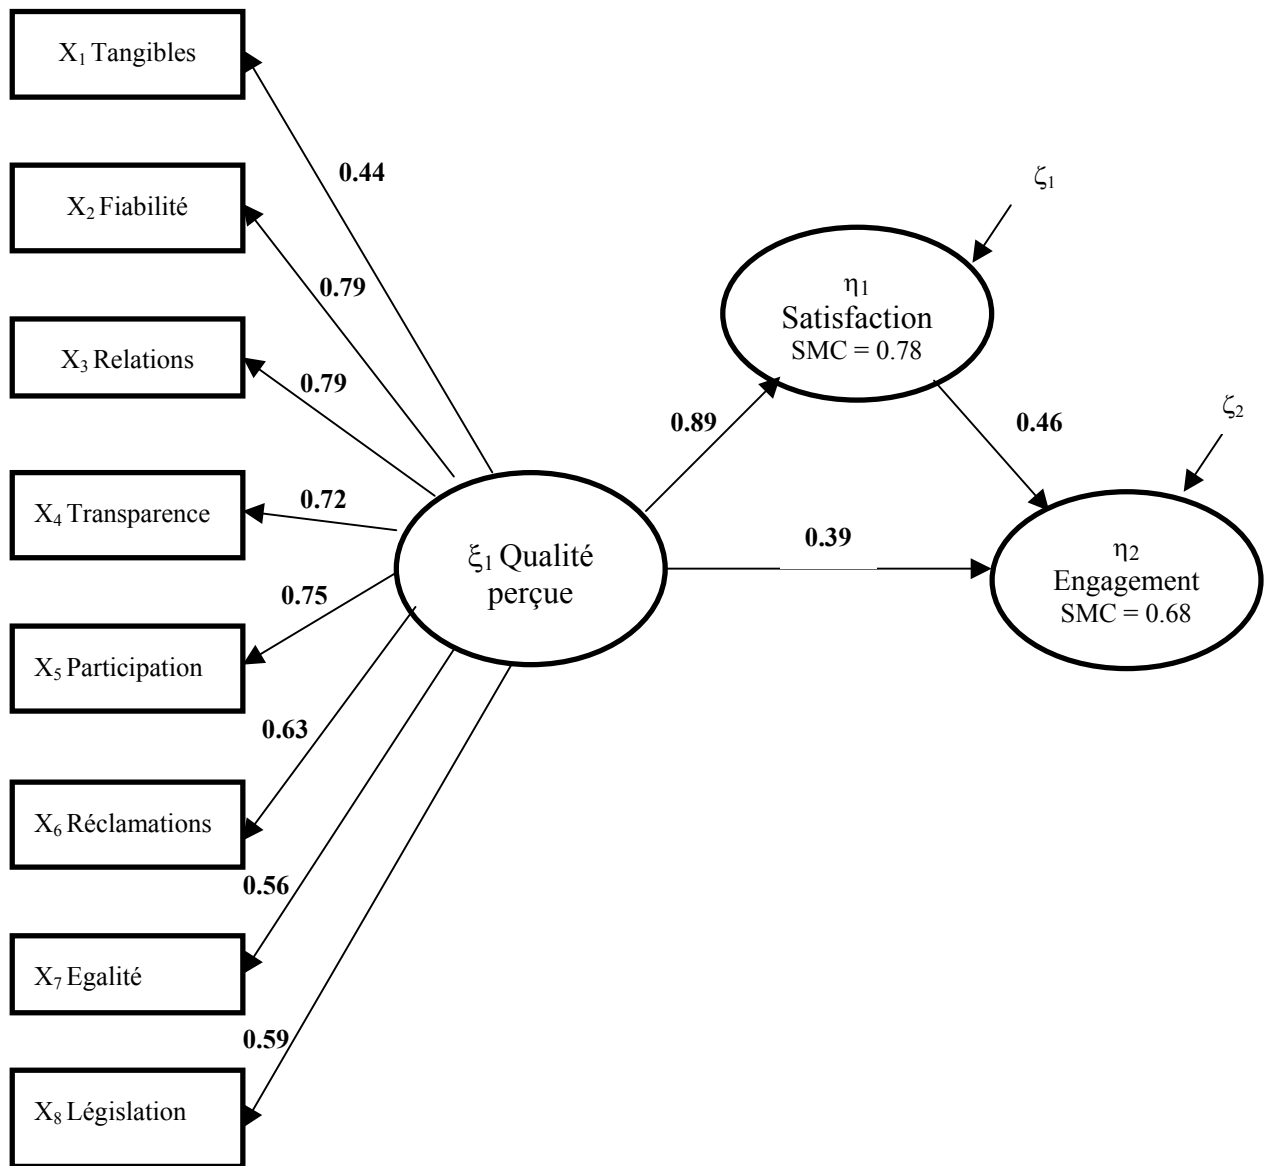 X₁ Tangibles
0.44
X₂ Fiabilité
0.79
X₃ Relations
0.79
X₄ Transparence
0.72
X₅ Participation
0.75
X₆ Réclamations
0.63
X₇ Egalité
0.56
X₈ Législation
0.59
ξ₁ Qualité
perçue
0.89
0.39
ζ₁
η₁
Satisfaction
SMC = 0.78
0.46
ζ₂
η₂
Engagement
SMC = 0.68